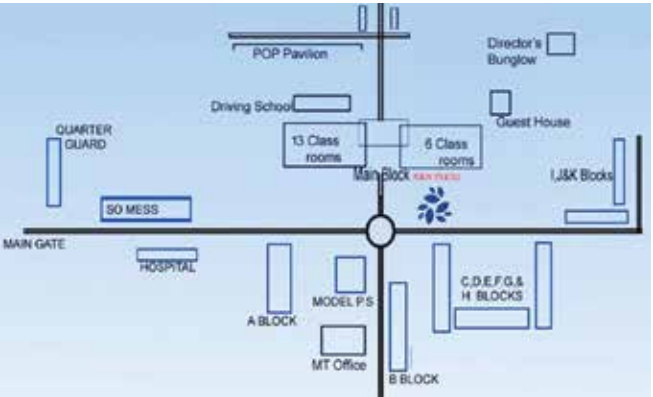 POP Pavilion
Director's
Bunglow
Driving School
Guest House
QUARTER
GUARD
13 Class
rooms
6 Class
rooms
Main Block
I,J&K Blocks
SO MESS
MAIN GATE
HOSPITAL
A BLOCK
MODEL P.S
MT Office
B BLOCK
C,D,E,F,G,&
H BLOCKS